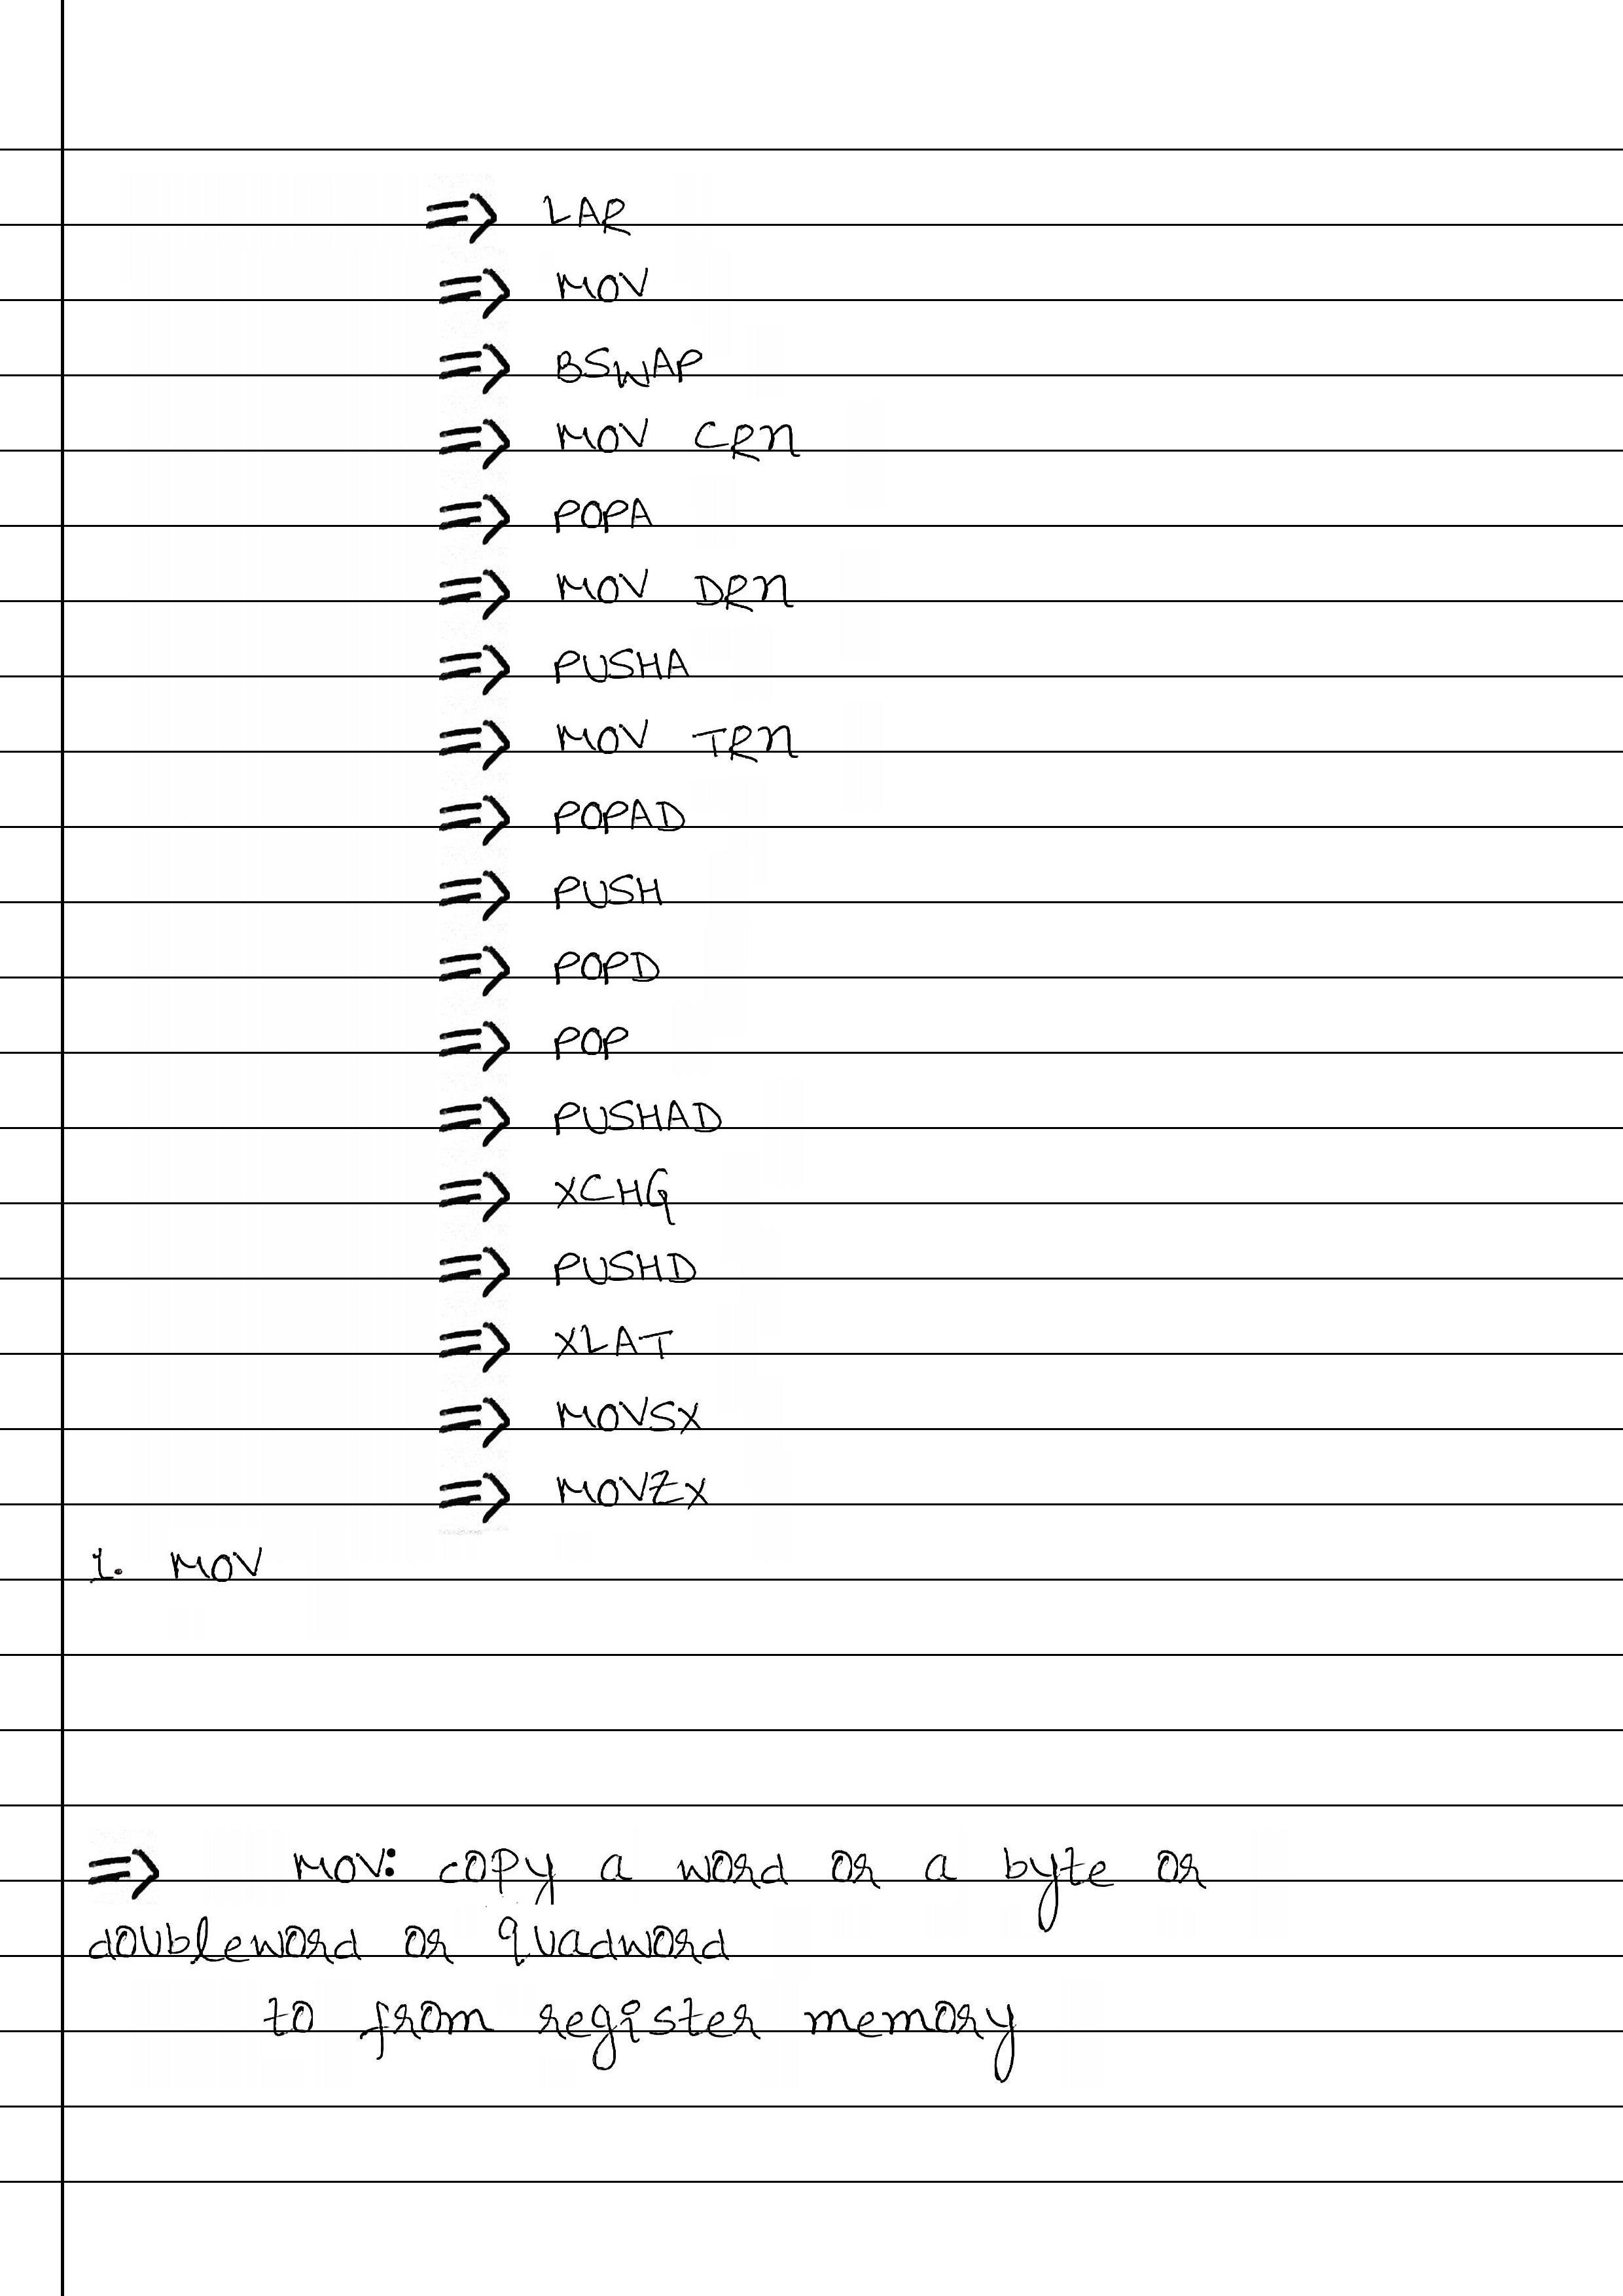 => LAR
=> MOV
=> BSWAP
=> MOV CRn
=> POPA
=> MOV DRn
=> PUSHA
=> MOV TRn
=> POPAD
=> PUSH
=> POPD
=> POP
=> PUSHAD
=> XCHG
=> PUSHD
=> XLAT
=> MOVSX
=> MOVZX
1. MOV
=> MOV: copy a word or a byte or
doubleword or quadword
to from register memory